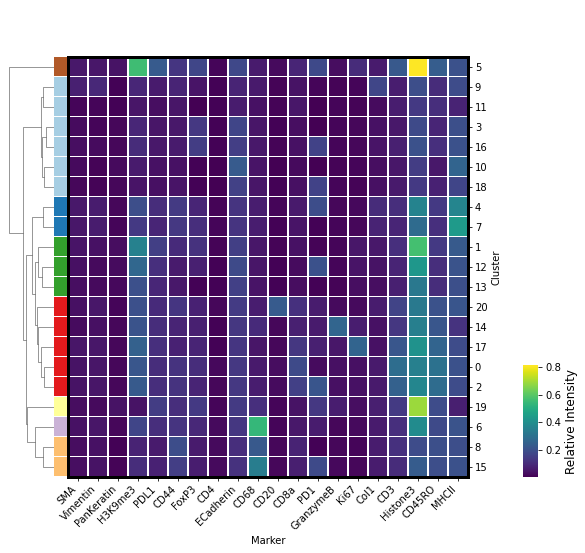 5
9
11
3
16
10
18
4
7
1
12
13
20
14
17
0
2
19
6
8
15
Cluster
SMA
Vimentin
PanKeratin
H3K9me3
PDL1
CD44
FoxP3
CD4
ECadherin
CD68
CD20
CD8a
PD1
GranzymeB
Ki67
Col1
CD3
Histone3
CD45RO
MHCII
Marker
0.8
0.6
0.4
0.2
Relative Intensity